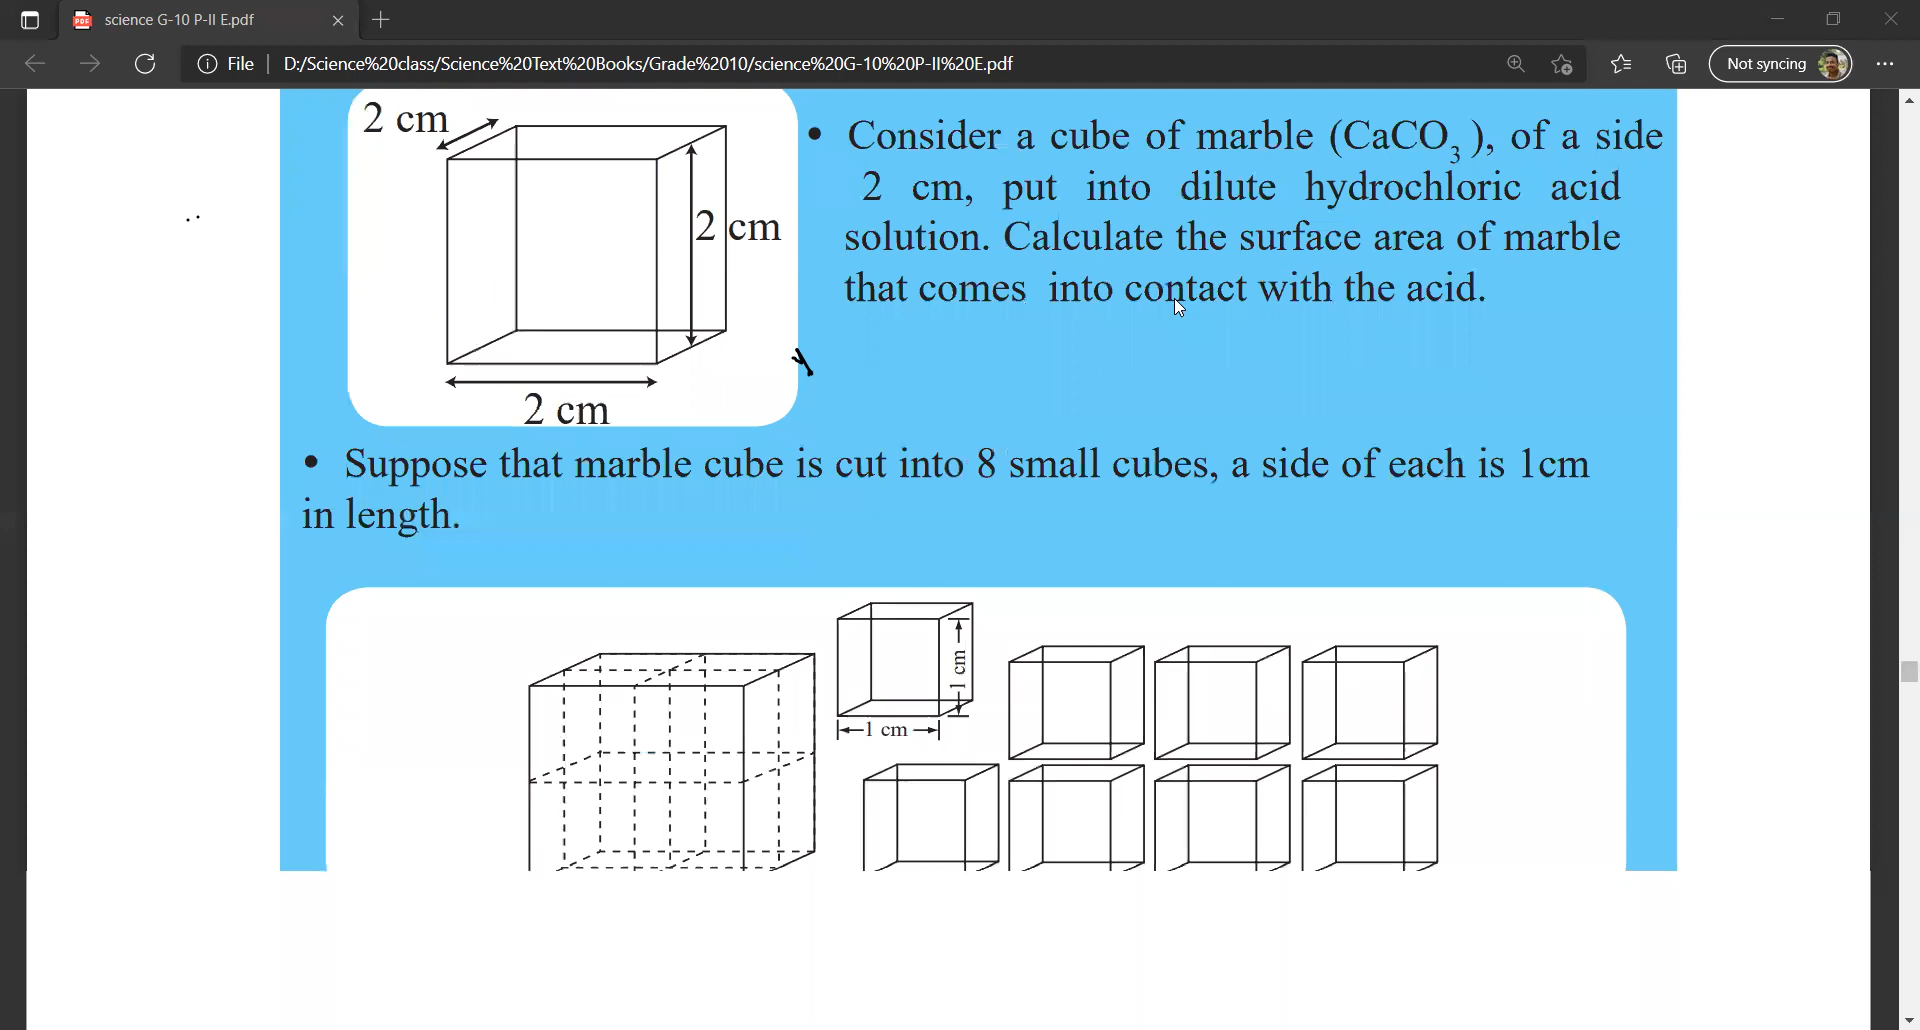 science G-10 P-II E.pdf
File
D:/Science%20class/Science%20Text%20Books/Grade%2010/science%20G-10%20P-II%20E.pdf
Not syncing
2 cm
2 cm
2 cm
• Consider a cube of marble (CaCO₃ ), of a side
2 cm, put into dilute hydrochloric acid
solution. Calculate the surface area of marble
that comes into contact with the acid.
• Suppose that marble cube is cut into 8 small cubes, a side of each is 1cm
in length.
1 cm
1 cm